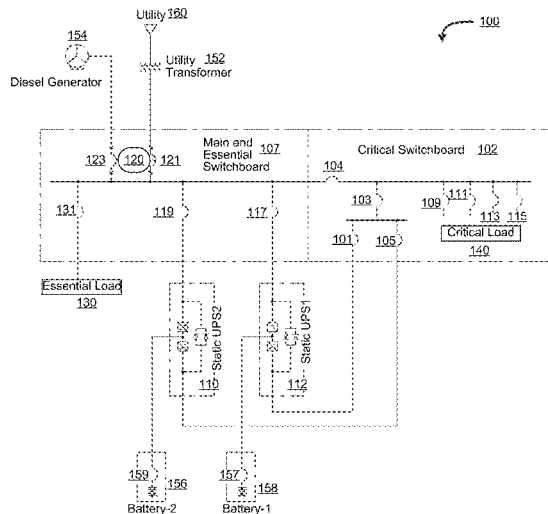 Utility 160
154
100
152
Utility
Transformer
Diesel Generator
123
120
121
Main and
Essential
Switchboard
107
Critical Switchboard
102
104
131
119
117
103
109
111
113
115
101
105
Critical Load
140
Essential Load
130
Static UPS2
110
Static UPS1
112
159
156
157
158
Battery-2
Battery-1